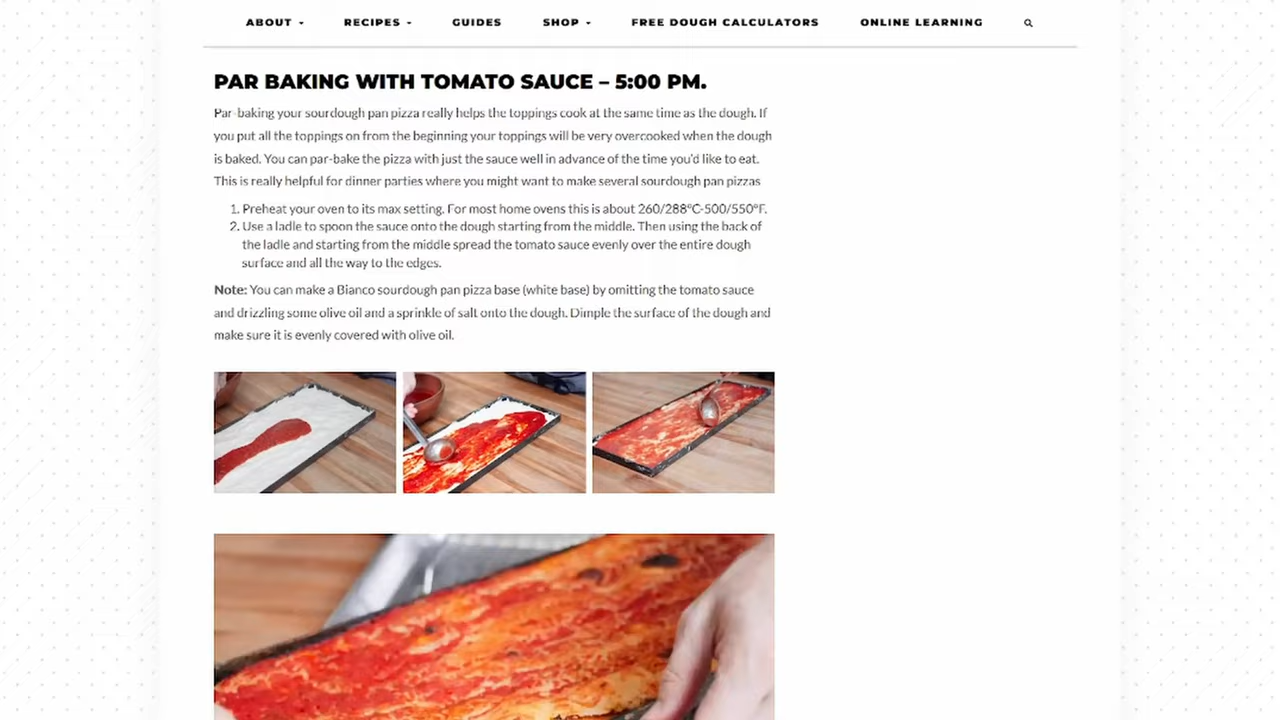 ABOUT RECIPES GUIDES SHOP FREE DOUGH CALCULATORS ONLINE LEARNING
PAR BAKING WITH TOMATO SAUCE – 5:00 PM.
Par-baking your sourdough pan pizza really helps the toppings cook at the same time as the dough. If
you put all the toppings on from the beginning your toppings will be very overcooked when the dough
is baked. You can par-bake the pizza with just the sauce well in advance of the time you'd like to eat.
This is really helpful for dinner parties where you might want to make several sourdough pan pizzas
1. Preheat your oven to its max setting. For most home ovens this is about 260/288°C-500/550°F.
2. Use a ladle to spoon the sauce onto the dough starting from the middle. Then using the back of
the ladle and starting from the middle spread the tomato sauce evenly over the entire dough
surface and all the way to the edges.
Note: You can make a Bianco sourdough pan pizza base (white base) by omitting the tomato sauce
and drizzling some olive oil and a sprinkle of salt onto the dough. Dimple the surface of the dough and
make sure it is evenly covered with olive oil.